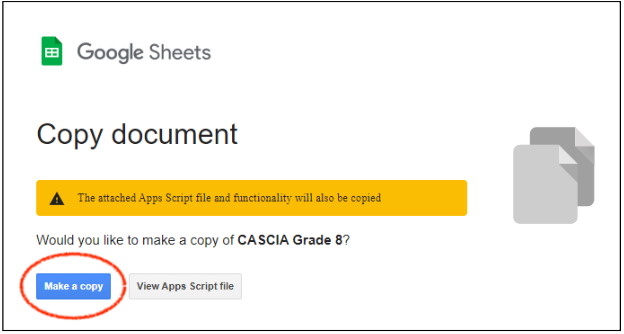 Google Sheets
Copy document
The attached Apps Script file and functionality will also be copied
Would you like to make a copy of CASCIA Grade 8?
Make a copy View Apps Script file